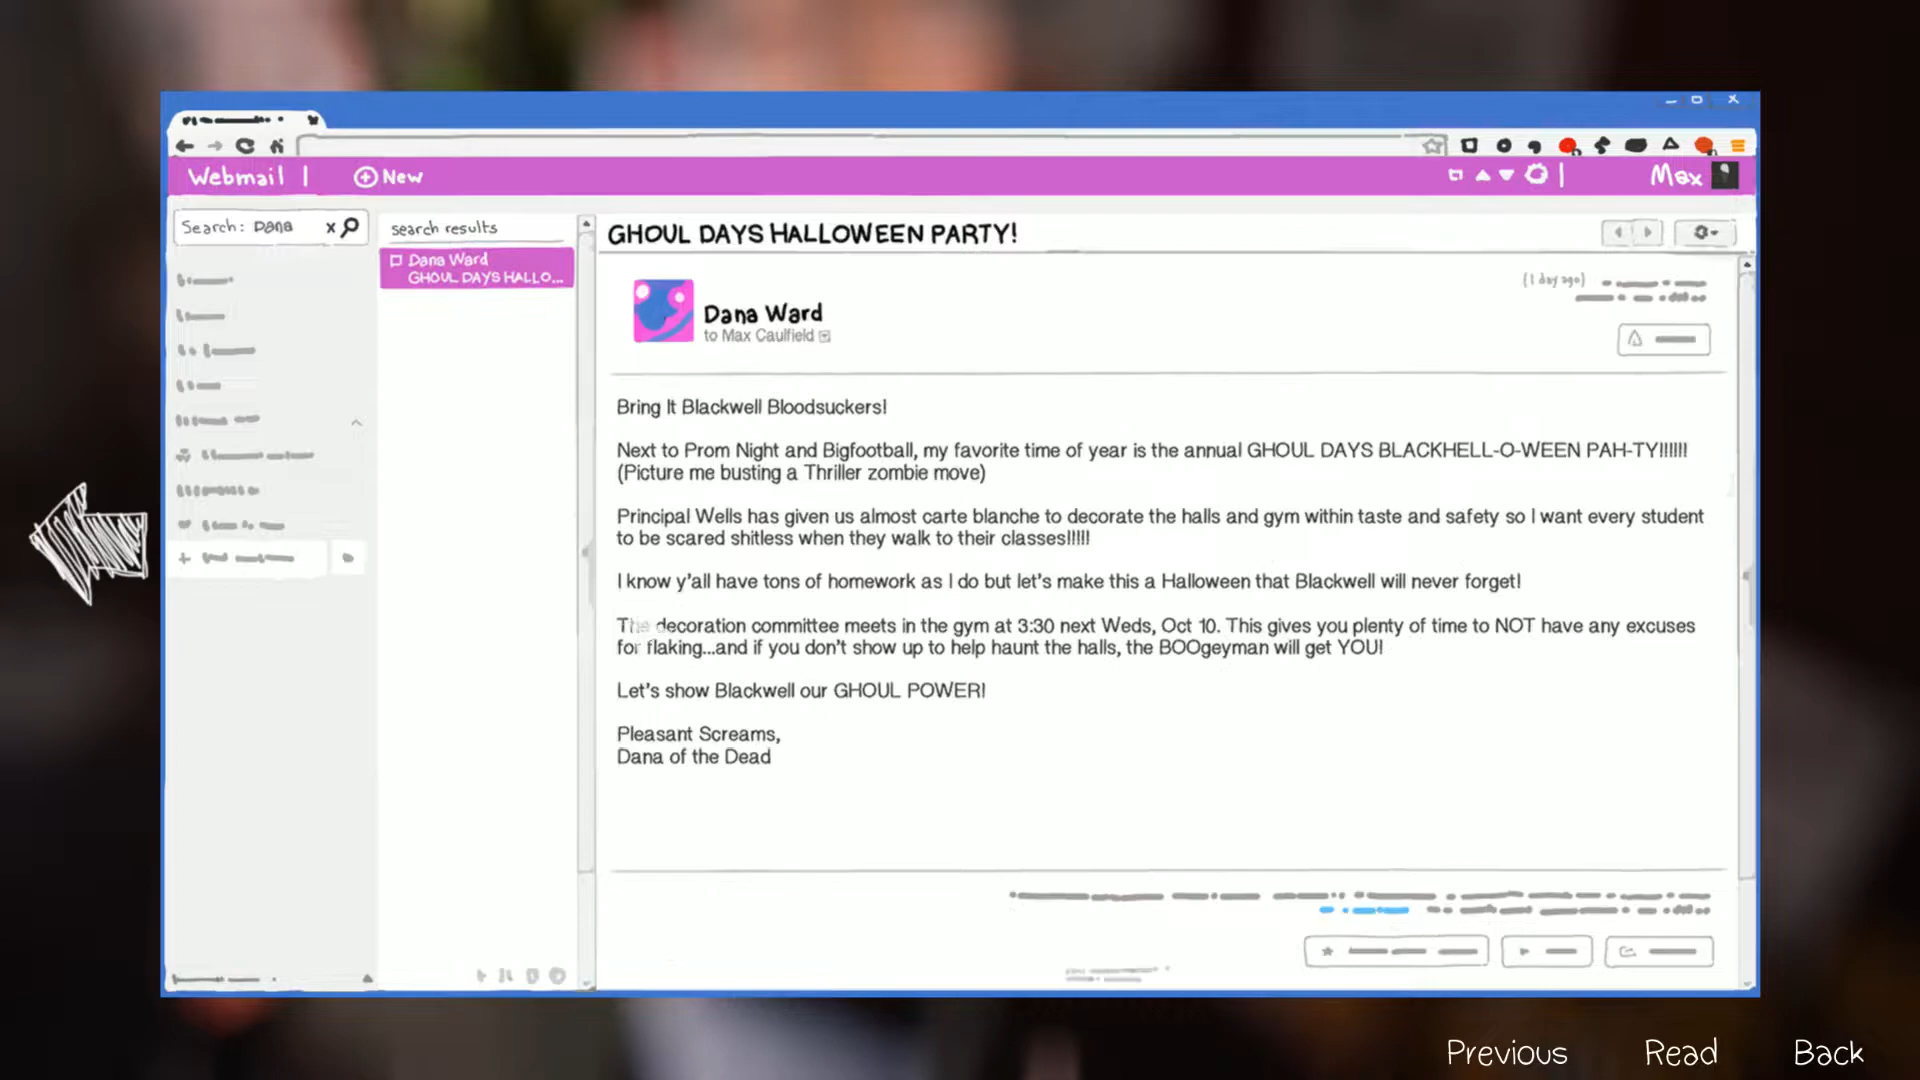 Webmail | New
Max
Search: Dana x
search results
Dana Ward
GHOUL DAYS HALLO...
GHOUL DAYS HALLOWEEN PARTY!
(1 day ago)
Dana Ward
to Max Caulfield
Bring It Blackwell Bloodsuckers!
Next to Prom Night and Bigfootball, my favorite time of year is the annual GHOUL DAYS BLACKHELL-O-WEEN PAH-TY!!!!!!
(Picture me busting a Thriller zombie move)
Principal Wells has given us almost carte blanche to decorate the halls and gym within taste and safety so I want every student
to be scared shitless when they walk to their classes!!!!!
I know y'all have tons of homework as I do but let's make this a Halloween that Blackwell will never forget!
The decoration committee meets in the gym at 3:30 next Weds, Oct 10. This gives you plenty of time to NOT have any excuses
for flaking...and if you don't show up to help haunt the halls, the BOOgeyman will get YOU!
Let's show Blackwell our GHOUL POWER!
Pleasant Screams,
Dana of the Dead
Previous
Read
Back